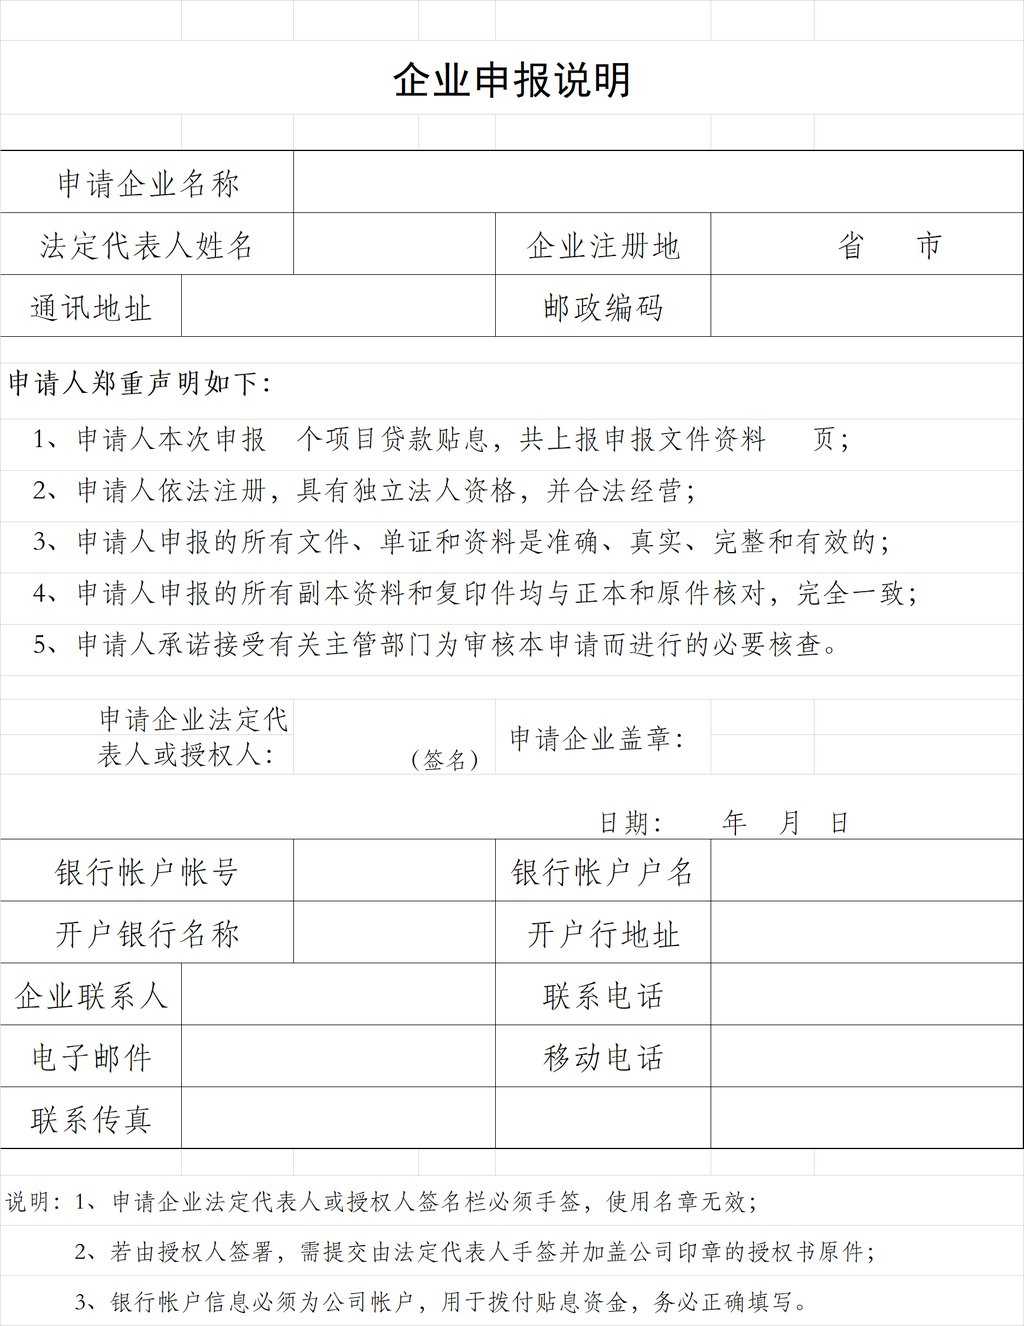 企业申报说明
申请企业名称
法定代表人姓名 企业注册地 省 市
通讯地址 邮政编码
申请人郑重声明如下：
1、申请人本次申报 个项目贷款贴息，共上报申报文件资料 页；
2、申请人依法注册，具有独立法人资格，并合法经营；
3、申请人申报的所有文件、单证和资料是准确、真实、完整和有效的；
4、申请人申报的所有副本资料和复印件均与正本和原件核对，完全一致；
5、申请人承诺接受有关主管部门为审核本申请而进行的必要核查。
申请企业法定代
表人或授权人： （签名） 申请企业盖章：
日期： 年 月 日
银行帐户帐号 银行帐户户名
开户银行名称 开户行地址
企业联系人 联系电话
电子邮件 移动电话
联系传真
说明：1、申请企业法定代表人或授权人签名栏必须手签，使用名章无效；
2、若由授权人签署，需提交由法定代表人手签并加盖公司印章的授权书原件；
3、银行帐户信息必须为公司帐户，用于拨付贴息资金，务必正确填写。